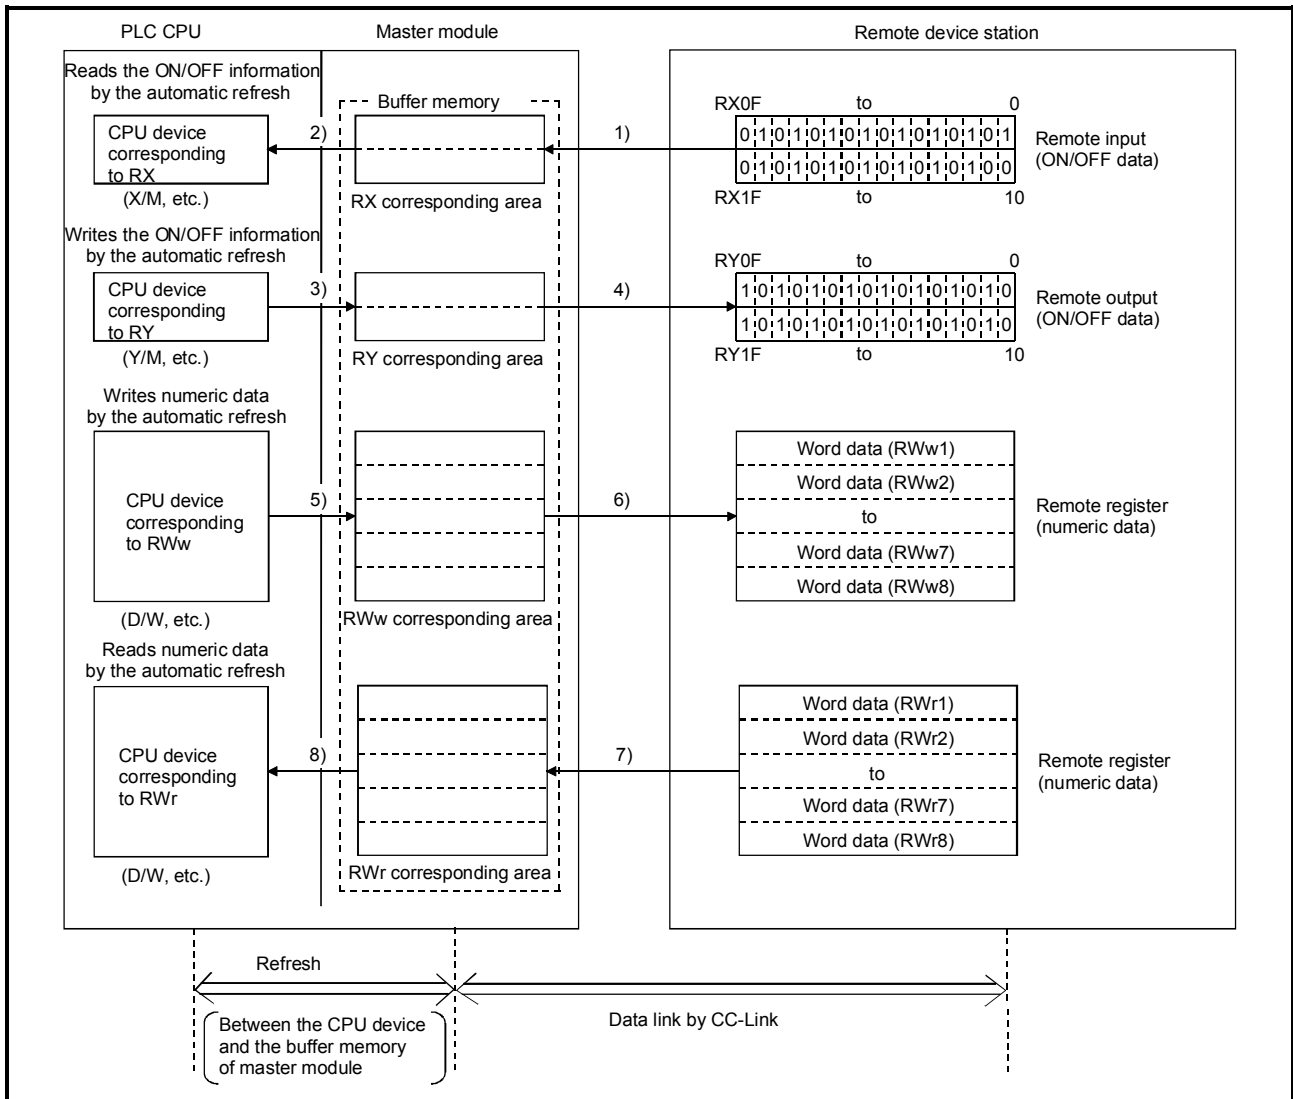 PLC CPU
Master module
Remote device station
Reads the ON/OFF information
by the automatic refresh
Buffer memory
CPU device
corresponding
to RX
(X/M, etc.)
2)
RX corresponding area
1)
RX0F to 0
0 1 0 1 0 1 0 1 0 1 0 1 0 1 0 1
0 1 0 1 0 1 0 1 0 1 0 1 0 1 0 0
RX1F to 10
Remote input
(ON/OFF data)
Writes the ON/OFF information
by the automatic refresh
CPU device
corresponding
to RY
(Y/M, etc.)
3)
RY corresponding area
4)
RY0F to 0
1 0 1 0 1 0 1 0 1 0 1 0 1 0 1 0
1 0 1 0 1 0 1 0 1 0 1 0 1 0 1 0
RY1F to 10
Remote output
(ON/OFF data)
Writes numeric data
by the automatic refresh
CPU device
corresponding
to RWw
(D/W, etc.)
5)
RWw corresponding area
6)
Word data (RWw1)
Word data (RWw2)
to
Word data (RWw7)
Word data (RWw8)
Remote register
(numeric data)
Reads numeric data
by the automatic refresh
CPU device
corresponding
to RWr
(D/W, etc.)
8)
RWr corresponding area
7)
Word data (RWr1)
Word data (RWr2)
to
Word data (RWr7)
Word data (RWr8)
Remote register
(numeric data)
Refresh
Between the CPU device
and the buffer memory
of master module
Data link by CC-Link